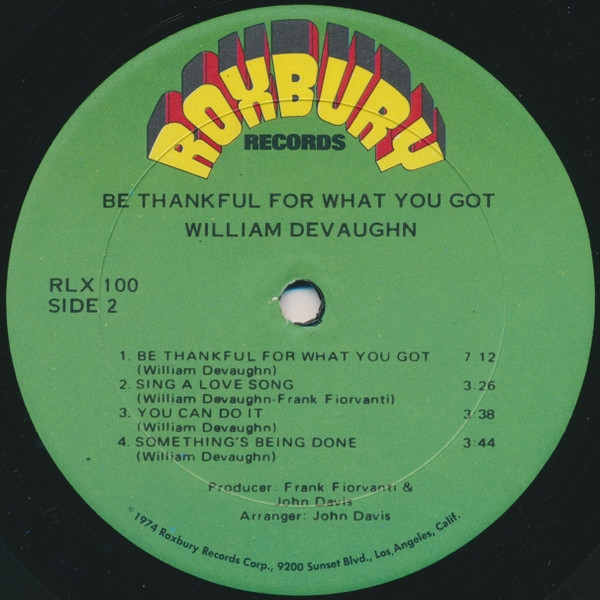 ROXBURY
RECORDS
BE THANKFUL FOR WHAT YOU GOT
WILLIAM DEVAUGHN
RLX 100
SIDE 2
1. BE THANKFUL FOR WHAT YOU GOT 7 12
(William Devaughn)
2. SING A LOVE SONG 3:26
(William Devaughn-Frank Fiorvanti)
3. YOU CAN DO IT 3:38
(William Devaughn)
4. SOMETHING'S BEING DONE 3:44
(William Devaughn)
Producer: Frank Fiorvanti &
John Davis
Arranger: John Davis
©1974 Roxbury Records Corp., 9200 Sunset Blvd., Los Angeles, Calif.